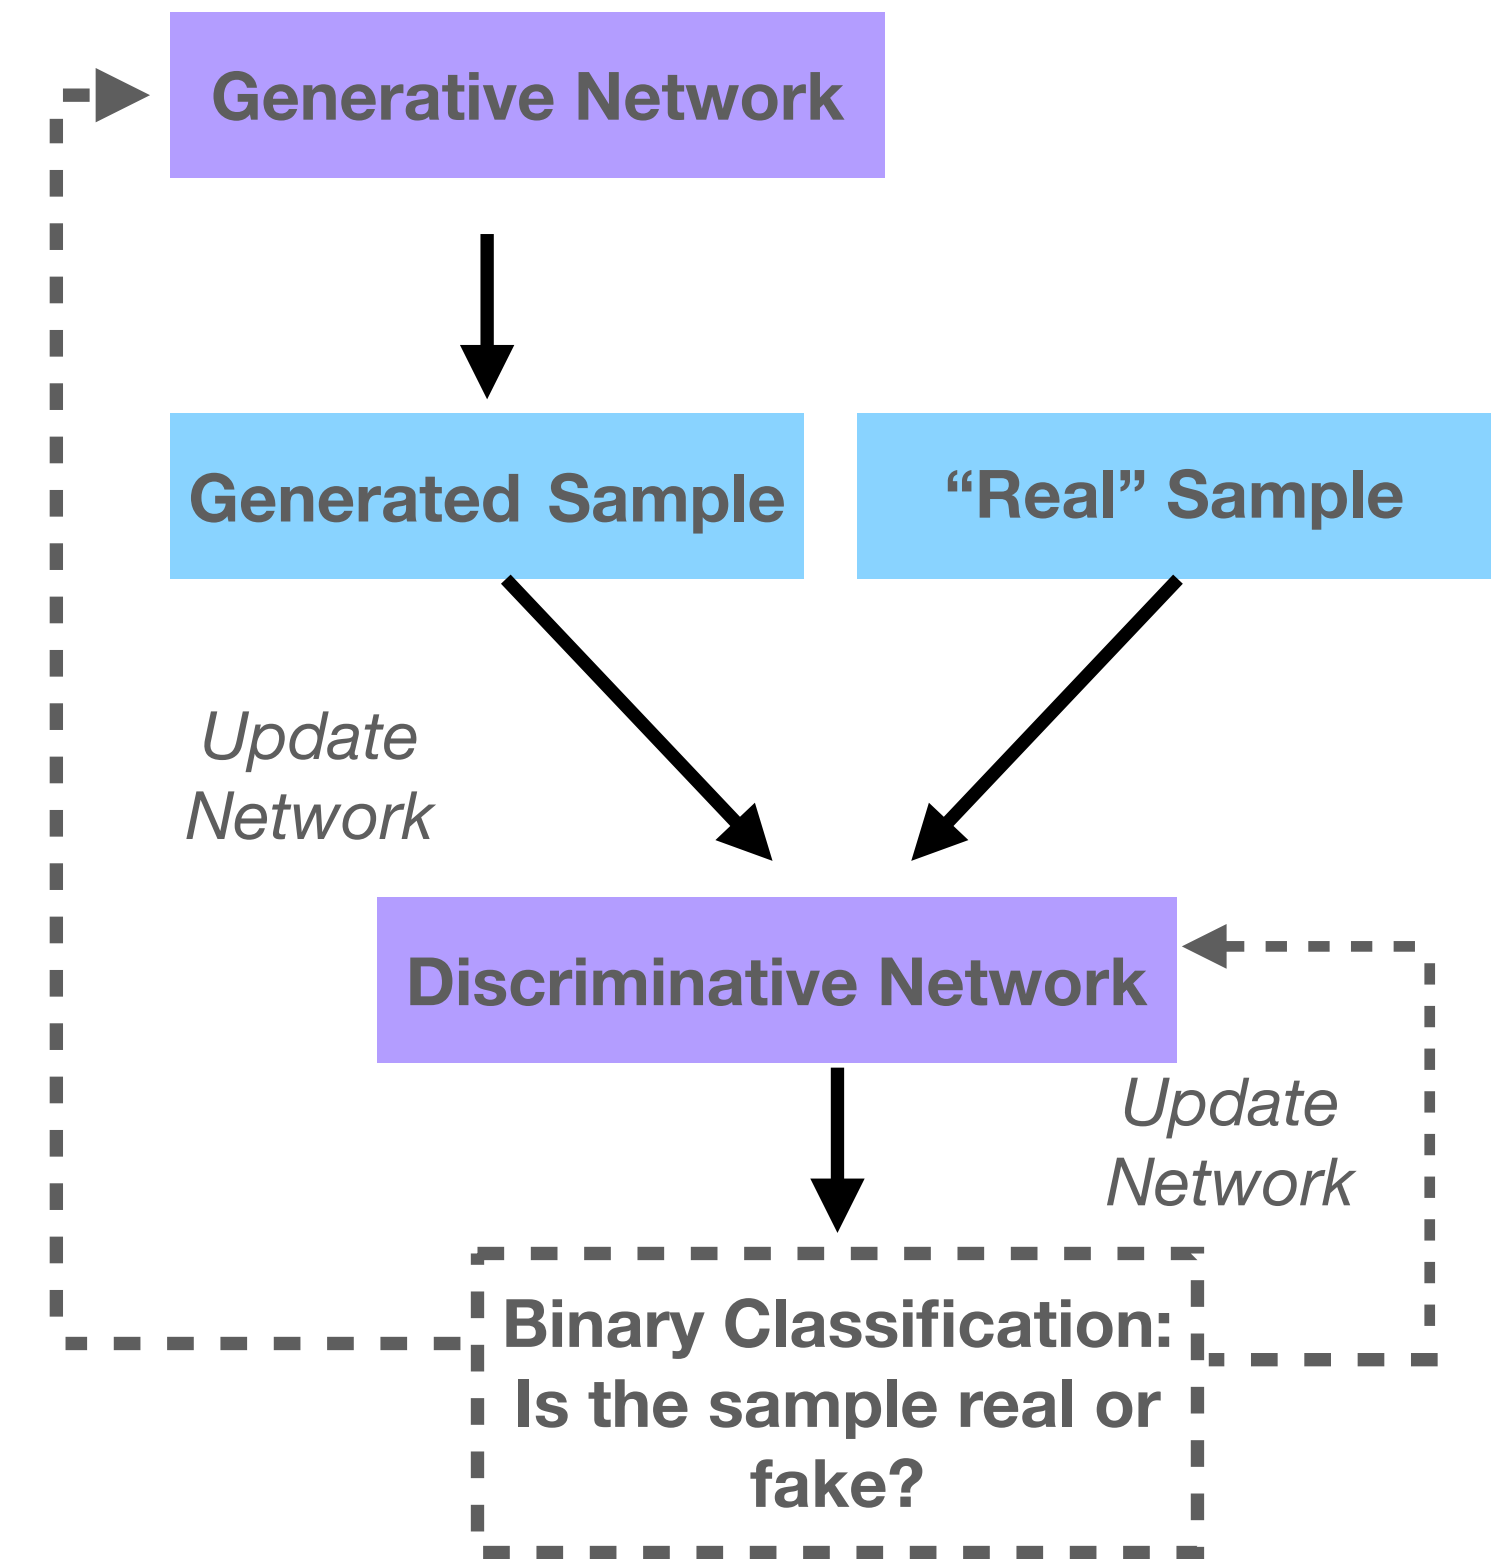 Generative Network
Generated Sample
“Real” Sample
Update
Network
Discriminative Network
Update
Network
Binary Classification:
Is the sample real or
fake?